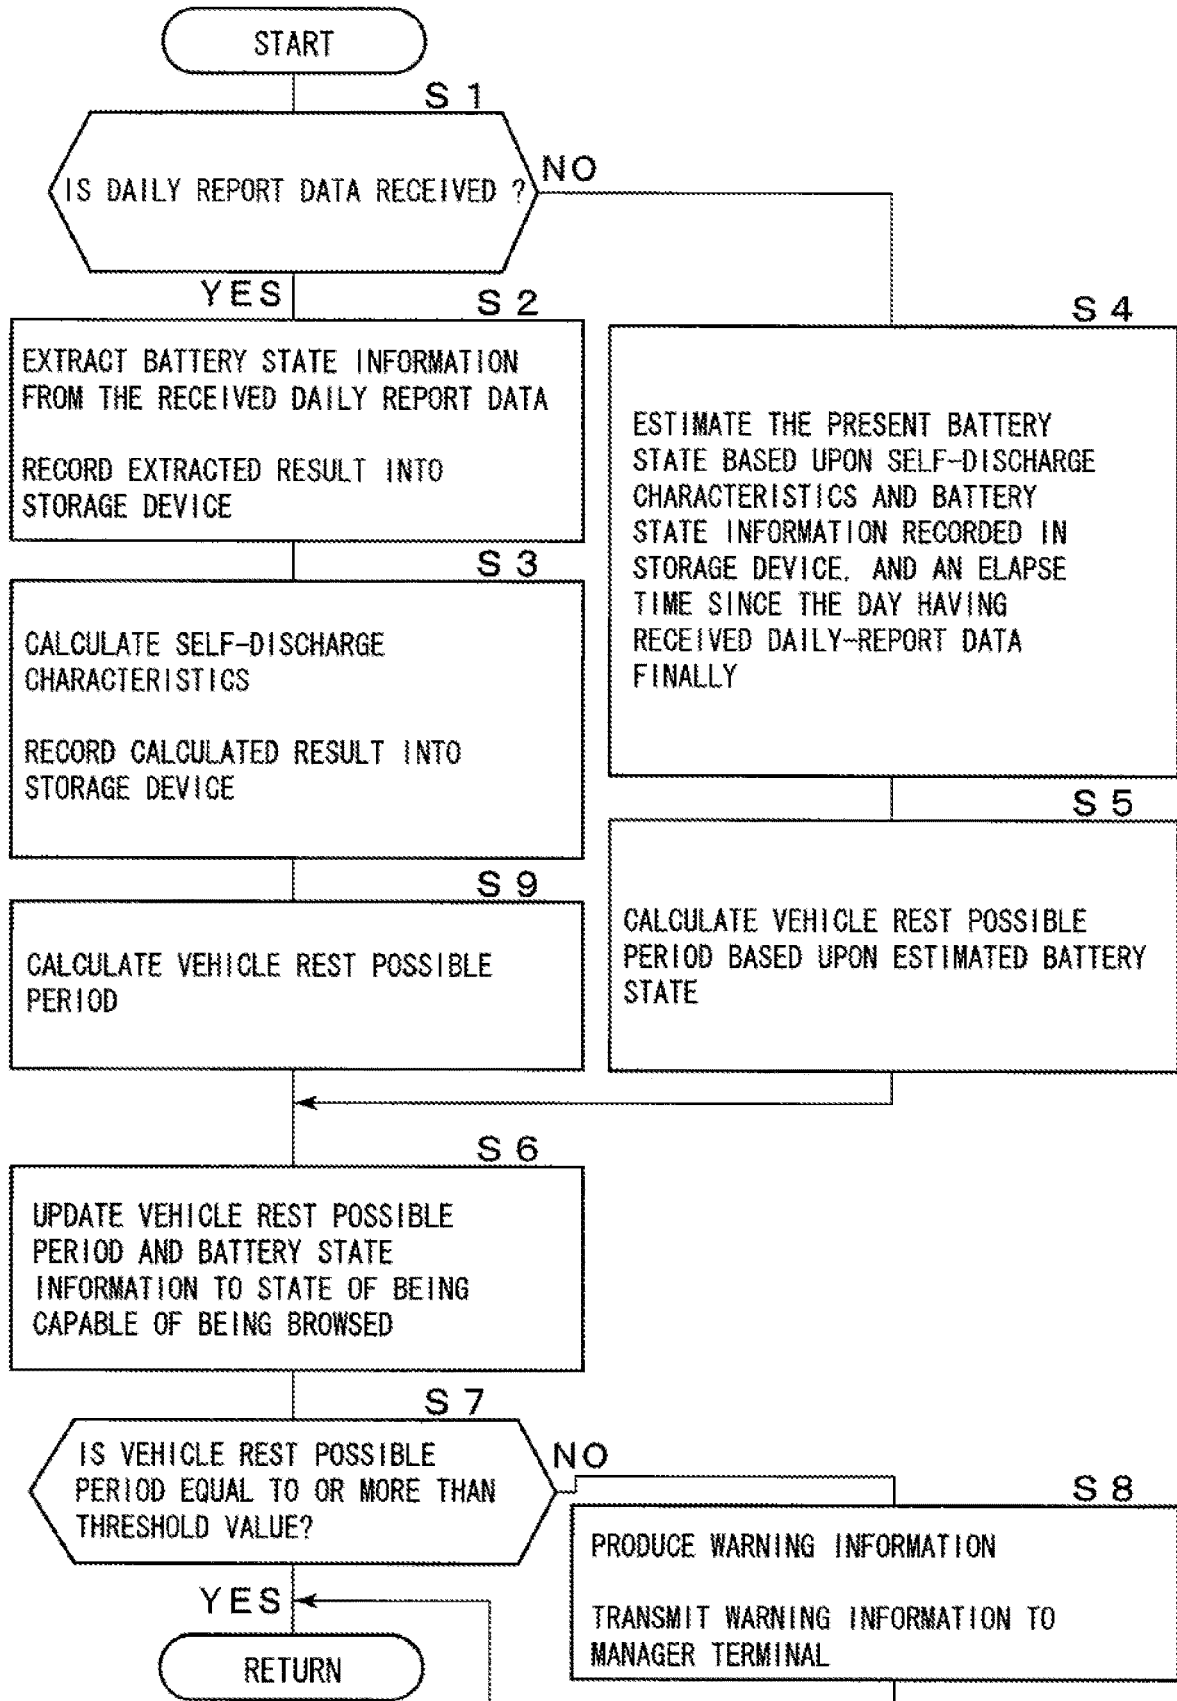 START
S 1
IS DAILY REPORT DATA RECEIVED ?
NO
YES
S 2
EXTRACT BATTERY STATE INFORMATION
FROM THE RECEIVED DAILY REPORT DATA
RECORD EXTRACTED RESULT INTO
STORAGE DEVICE
S 3
CALCULATE SELF-DISCHARGE
CHARACTERISTICS
RECORD CALCULATED RESULT INTO
STORAGE DEVICE
S 9
CALCULATE VEHICLE REST POSSIBLE
PERIOD
S 4
ESTIMATE THE PRESENT BATTERY
STATE BASED UPON SELF-DISCHARGE
CHARACTERISTICS AND BATTERY
STATE INFORMATION RECORDED IN
STORAGE DEVICE, AND AN ELAPSE
TIME SINCE THE DAY HAVING
RECEIVED DAILY-REPORT DATA
FINALLY
S 5
CALCULATE VEHICLE REST POSSIBLE
PERIOD BASED UPON ESTIMATED BATTERY
STATE
S 6
UPDATE VEHICLE REST POSSIBLE
PERIOD AND BATTERY STATE
INFORMATION TO STATE OF BEING
CAPABLE OF BEING BROWSED
S 7
IS VEHICLE REST POSSIBLE
PERIOD EQUAL TO OR MORE THAN
THRESHOLD VALUE?
NO
YES
S 8
PRODUCE WARNING INFORMATION
TRANSMIT WARNING INFORMATION TO
MANAGER TERMINAL
RETURN